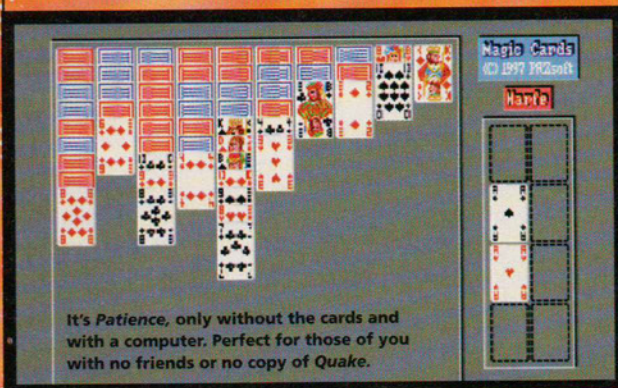 Magic Cards
(C) 1997 PRZsoft
Harfe
It's Patience, only without the cards and
with a computer. Perfect for those of you
with no friends or no copy of Quake.